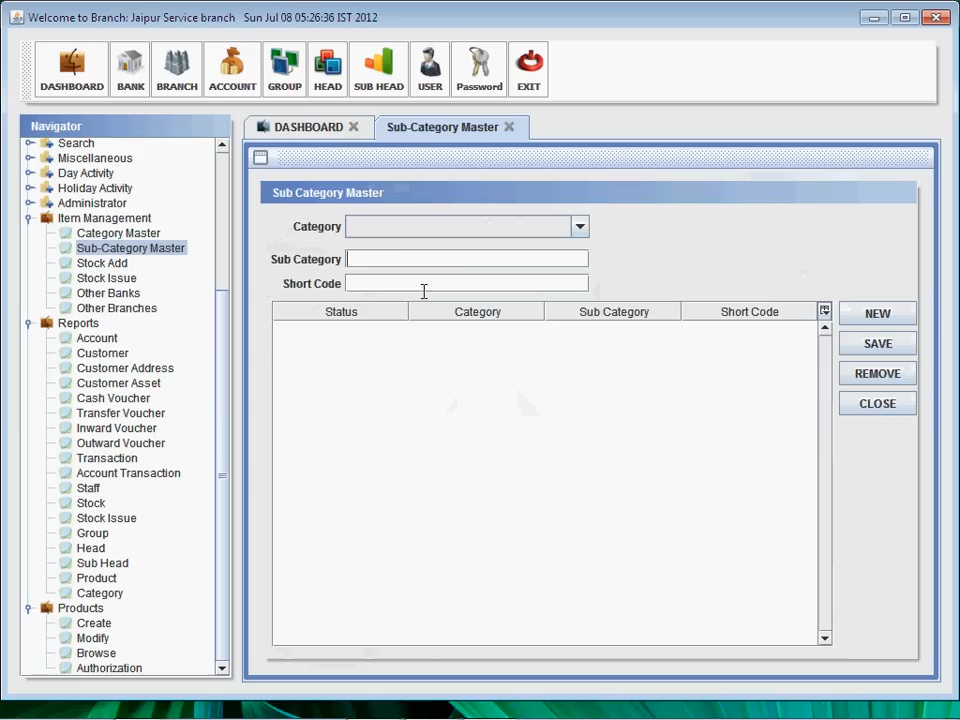 Welcome to Branch: Jaipur Service branch Sun Jul 08 05:26:36 IST 2012
DASHBOARD BANK BRANCH ACCOUNT GROUP HEAD SUB HEAD USER Password EXIT
Navigator
DASHBOARD Sub-Category Master
Search
Miscellaneous
Day Activity
Holiday Activity
Administrator
Item Management
Category Master
Sub-Category Master
Stock Add
Stock Issue
Other Banks
Other Branches
Reports
Account
Customer
Customer Address
Customer Asset
Cash Voucher
Transfer Voucher
Inward Voucher
Outward Voucher
Transaction
Account Transaction
Staff
Stock
Stock Issue
Group
Head
Sub Head
Product
Category
Products
Create
Modify
Browse
Authorization
Sub Category Master
Category
Sub Category
Short Code
Status Category Sub Category Short Code
NEW
SAVE
REMOVE
CLOSE